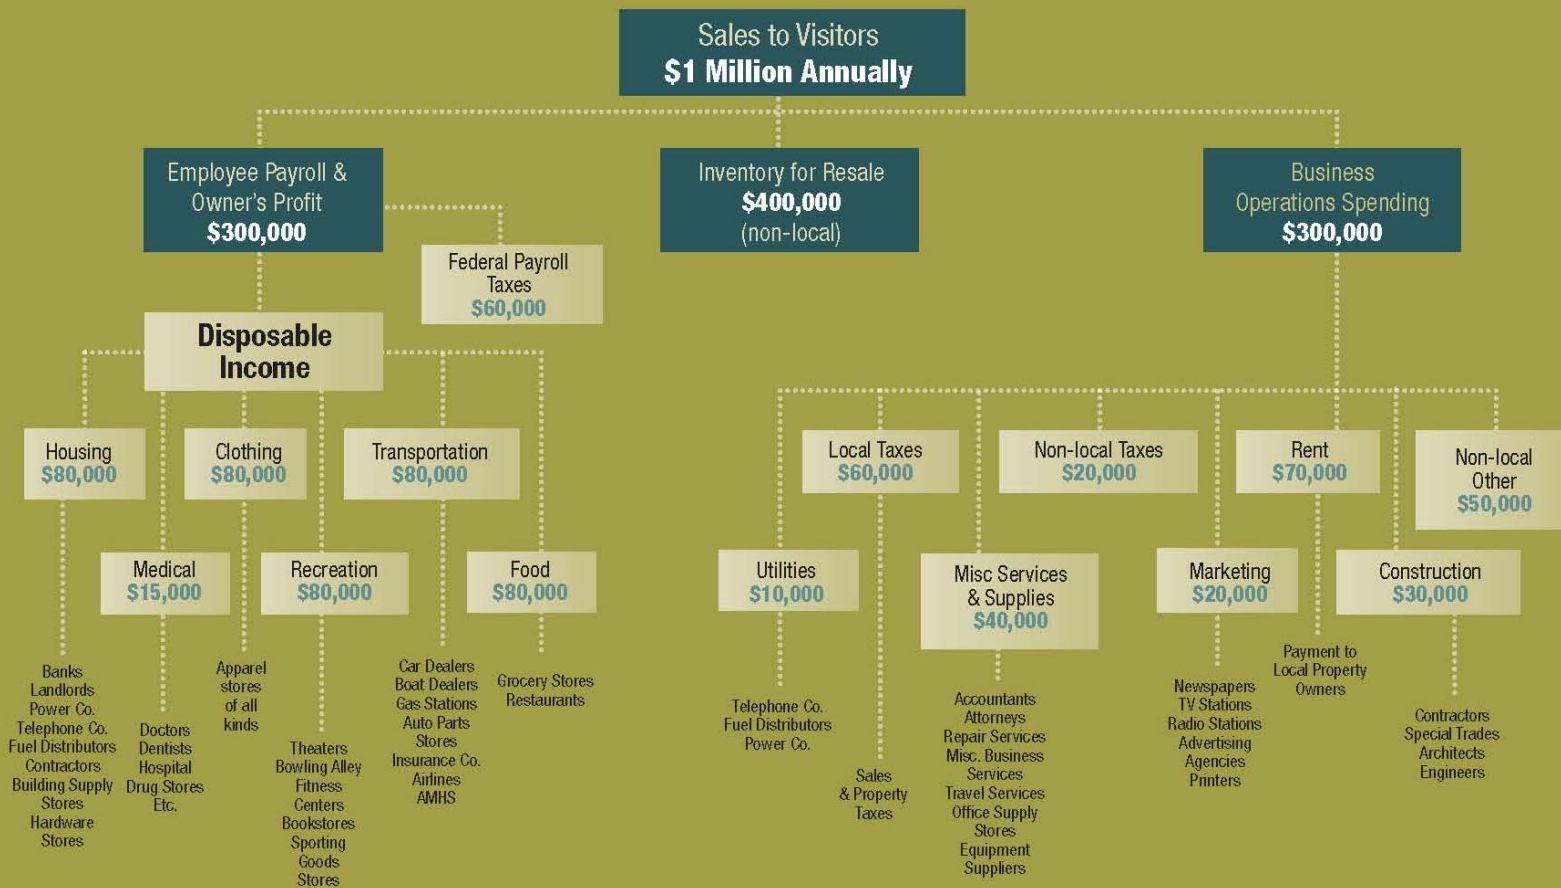 Sales to Visitors
$1 Million Annually
Employee Payroll &
Owner's Profit
$300,000
Inventory for Resale
$400,000
(non-local)
Business
Operations Spending
$300,000
Federal Payroll
Taxes
$60,000
Disposable
Income
Housing
$80,000
Clothing
$80,000
Transportation
$80,000
Medical
$15,000
Recreation
$80,000
Food
$80,000
Local Taxes
$60,000
Non-local Taxes
$20,000
Rent
$70,000
Non-local
Other
$50,000
Utilities
$10,000
Misc Services
& Supplies
$40,000
Marketing
$20,000
Construction
$30,000
Banks
Landlords
Power Co.
Telephone Co.
Fuel Distributors
Contractors
Building Supply
Stores
Hardware
Stores
Doctors
Dentists
Hospital
Drug Stores
Etc.
Apparel
stores
of all
kinds
Theaters
Bowling Alley
Fitness
Centers
Bookstores
Sporting
Goods
Stores
Car Dealers
Boat Dealers
Gas Stations
Auto Parts
Stores
Insurance Co.
Airlines
AMHS
Grocery Stores
Restaurants
Telephone Co.
Fuel Distributors
Power Co.
Sales
& Property
Taxes
Accountants
Attorneys
Repair Services
Misc. Business
Services
Travel Services
Office Supply
Stores
Equipment
Suppliers
Newspapers
TV Stations
Radio Stations
Advertising
Agencies
Printers
Payment to
Local Property
Owners
Contractors
Special Trades
Architects
Engineers